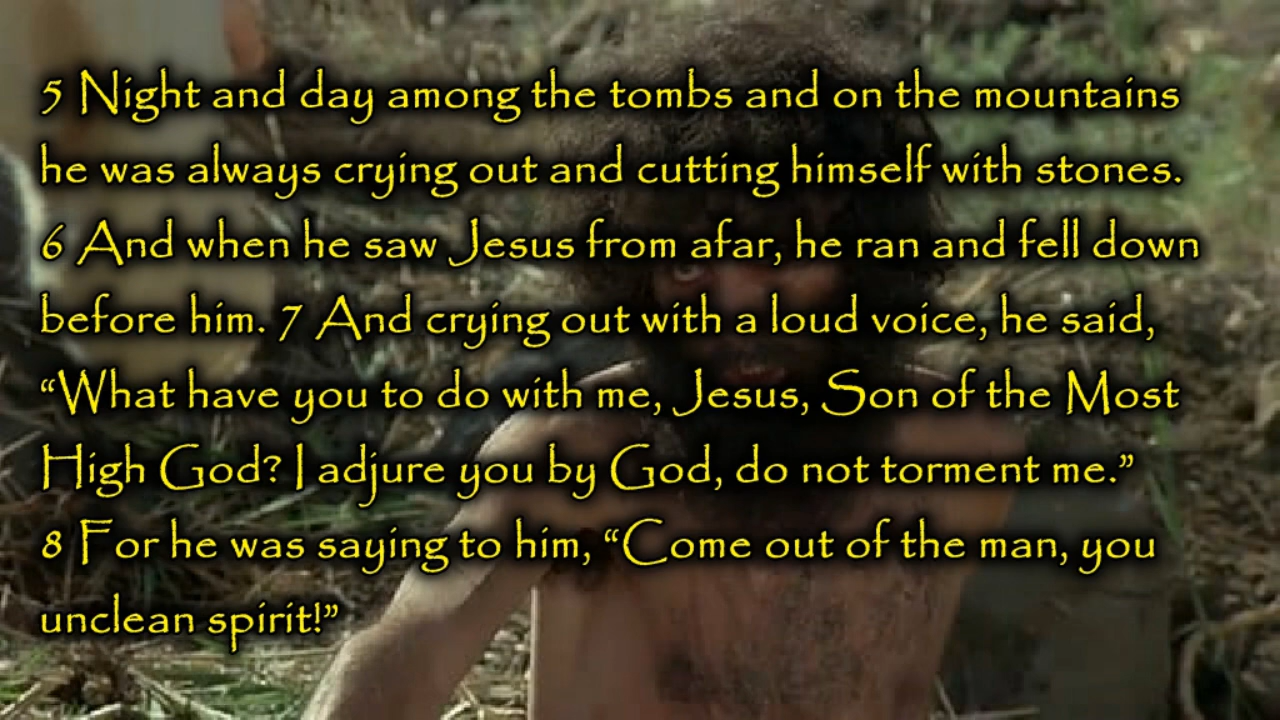 5 Night and day among the tombs and on the mountains
he was always crying out and cutting himself with stones.
6 And when he saw Jesus from afar, he ran and fell down
before him. 7 And crying out with a loud voice, he said,
“What have you to do with me, Jesus, Son of the Most
High God? I adjure you by God, do not torment me.”
8 For he was saying to him, “Come out of the man, you
unclean spirit!”